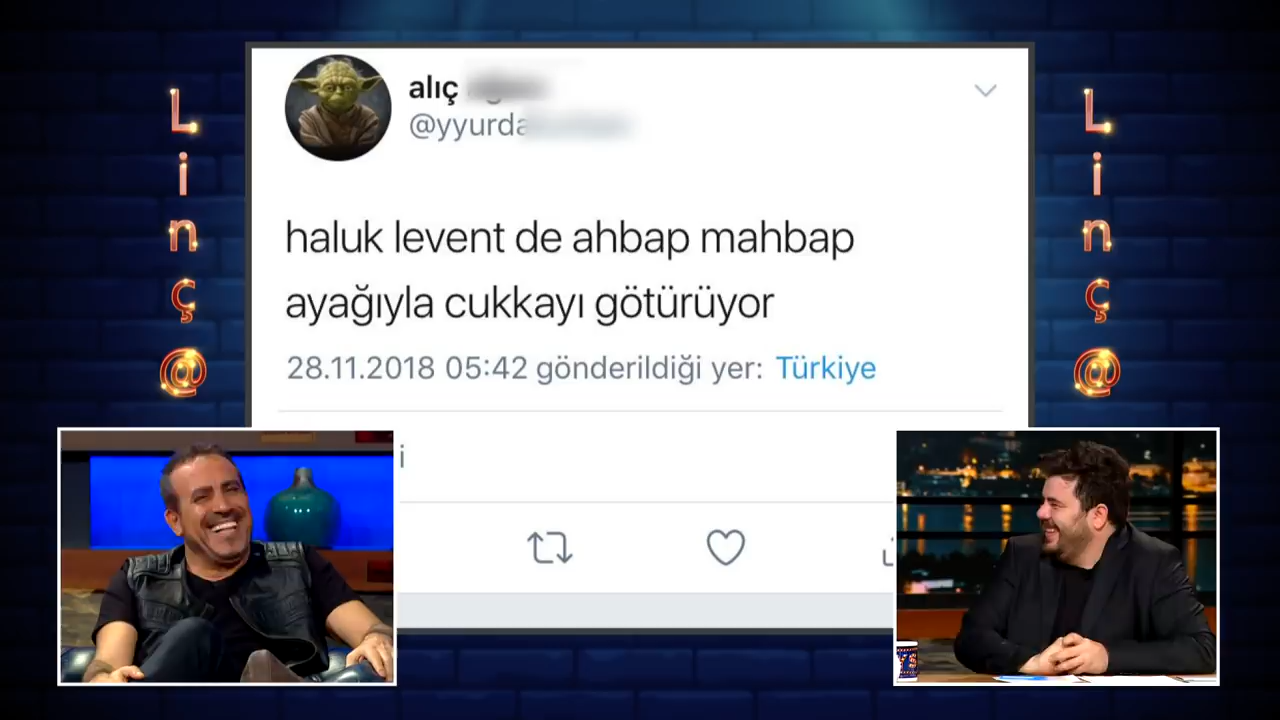 alıç
@yyurda
haluk levent de ahbap mahbap
ayağıyla cukkayı götürüyor
28.11.2018 05:42 gönderildiği yer: Türkiye
Linç@
Linç@